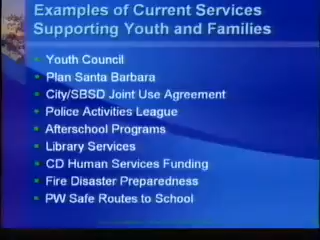 Examples of Current Services
Supporting Youth and Families
Youth Council
Plan Santa Barbara
City/SBSD Joint Use Agreement
Police Activities League
Afterschool Programs
Library Services
CD Human Services Funding
Fire Disaster Preparedness
PW Safe Routes to School